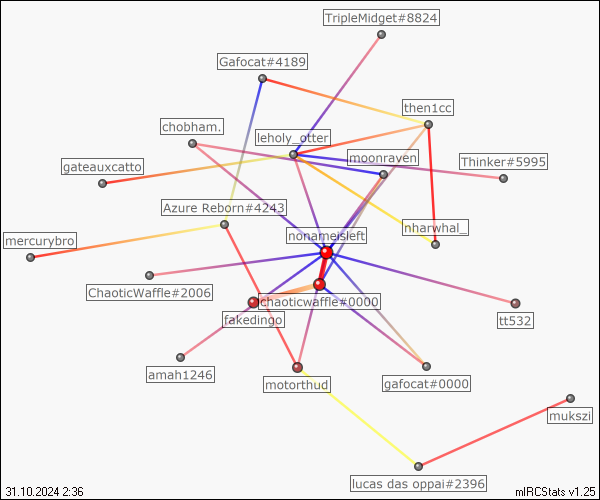 TripleMidget#8824
Gafocat#4189
then1cc
chobham.
leholy_otter
moonraven
Thinker#5995
gateauxcatto
Azure Reborn#4243
nharwhal_
nonameisleft
mercurybro
ChaoticWaffle#2006
chaoticwaffle#0000
fakedingo
tt532
amah1246
motorthud
gafocat#0000
mukszi
lucas das oppai#2396
31.10.2024 2:36
mIRCStats v1.25